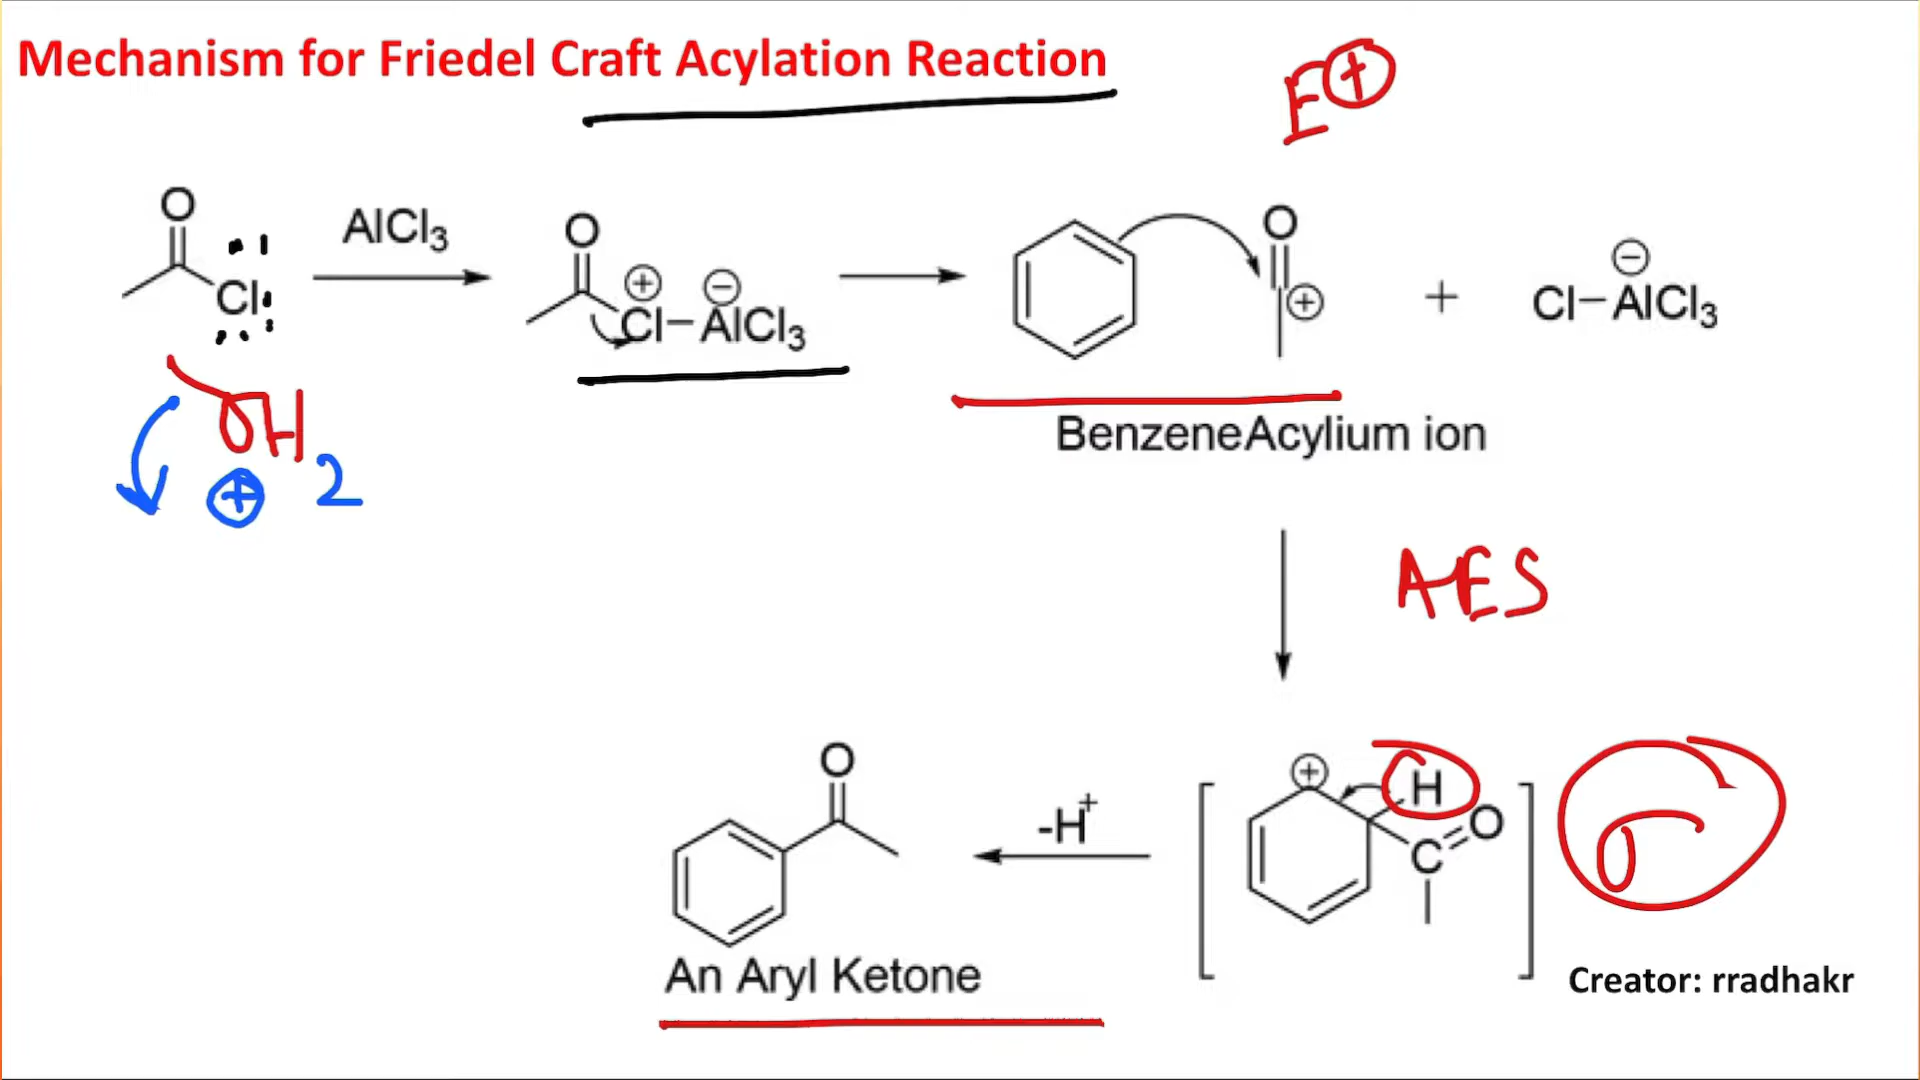 Mechanism for Friedel Craft Acylation Reaction
E⊕
O
Cl
AlCl3
O
⊕ ⊖
Cl–AlCl3
O
⊕
+
⊖
Cl–AlCl3
OH2
⊕
BenzeneAcylium ion
AES
O
-H+
⊕
H
O
C
σ
An Aryl Ketone
Creator: rradhakr